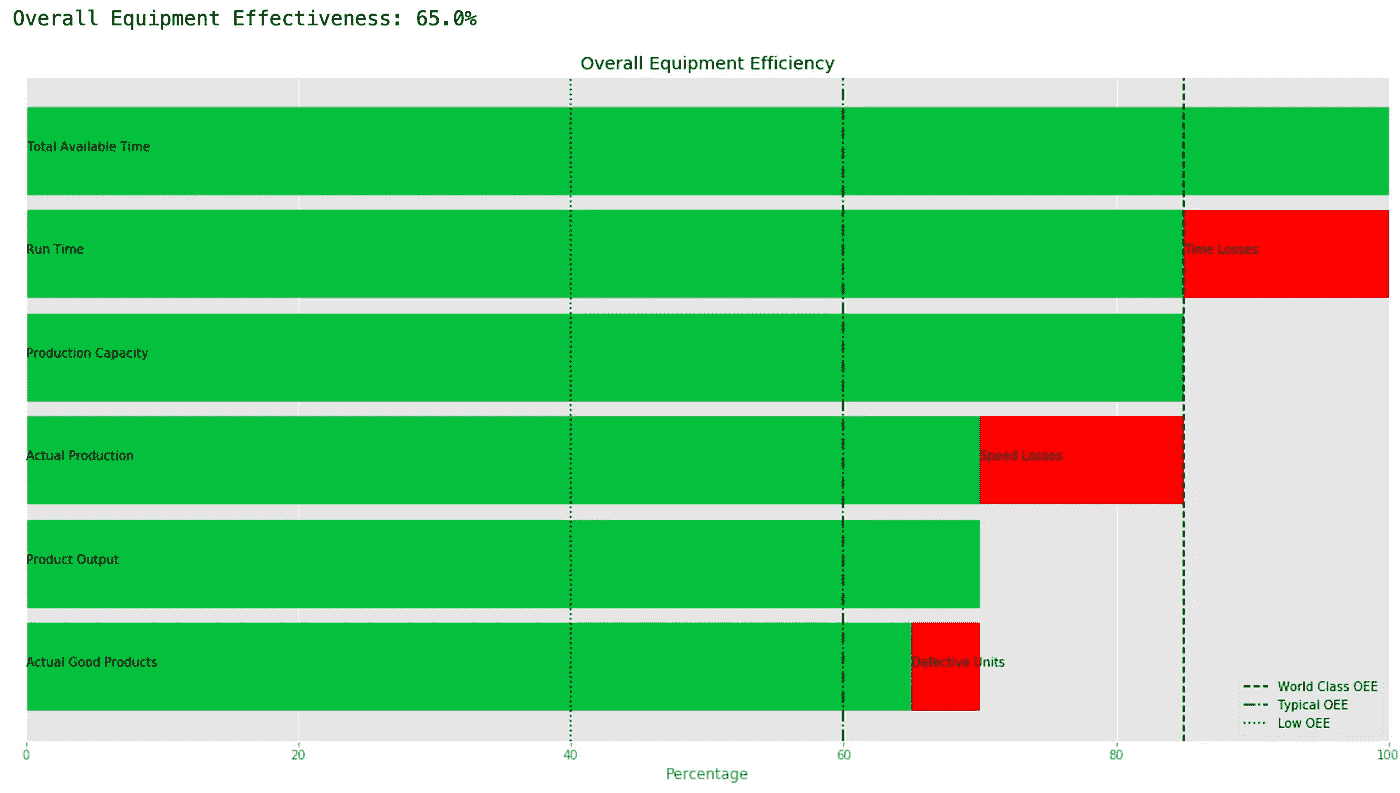 Overall Equipment Effectiveness: 65.0%
Overall Equipment Efficiency
Total Available Time
Run Time
Time Losses
Production Capacity
Actual Production
Speed Losses
Product Output
Actual Good Products
Defective Units
World Class OEE
Typical OEE
Low OEE
0 20 40 60 80 100
Percentage